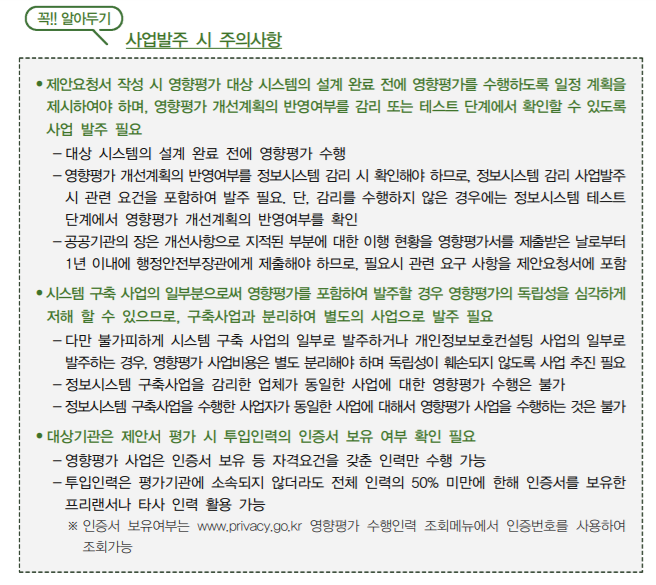 꼭!! 알아두기
사업발주 시 주의사항
• 제안요청서 작성 시 영향평가 대상 시스템의 설계 완료 전에 영향평가를 수행하도록 일정 계획을
제시하여야 하며, 영향평가 개선계획의 반영여부를 감리 또는 테스트 단계에서 확인할 수 있도록
사업 발주 필요
– 대상 시스템의 설계 완료 전에 영향평가 수행
– 영향평가 개선계획의 반영여부를 정보시스템 감리 시 확인해야 하므로, 정보시스템 감리 사업발주
시 관련 요건을 포함하여 발주 필요. 단, 감리를 수행하지 않은 경우에는 정보시스템 테스트
단계에서 영향평가 개선계획의 반영여부를 확인
– 공공기관의 장은 개선사항으로 지적된 부분에 대한 이행 현황을 영향평가서를 제출받은 날로부터
1년 이내에 행정안전부장관에게 제출해야 하므로, 필요시 관련 요구 사항을 제안요청서에 포함
• 시스템 구축 사업의 일부분으로써 영향평가를 포함하여 발주할 경우 영향평가의 독립성을 심각하게
저해 할 수 있으므로, 구축사업과 분리하여 별도의 사업으로 발주 필요
– 다만 불가피하게 시스템 구축 사업의 일부로 발주하거나 개인정보보호컨설팅 사업의 일부로
발주하는 경우, 영향평가 사업비용은 별도 분리해야 하며 독립성이 훼손되지 않도록 사업 추진 필요
– 정보시스템 구축사업을 감리한 업체가 동일한 사업에 대한 영향평가 수행은 불가
– 정보시스템 구축사업을 수행한 사업자가 동일한 사업에 대해서 영향평가 사업을 수행하는 것은 불가
• 대상기관은 제안서 평가 시 투입인력의 인증서 보유 여부 확인 필요
– 영향평가 사업은 인증서 보유 등 자격요건을 갖춘 인력만 수행 가능
– 투입인력은 평가기관에 소속되지 않더라도 전체 인력의 50% 미만에 한해 인증서를 보유한
프리랜서나 타사 인력 활용 가능
※ 인증서 보유여부는 www.privacy.go.kr 영향평가 수행인력 조회메뉴에서 인증번호를 사용하여
조회가능